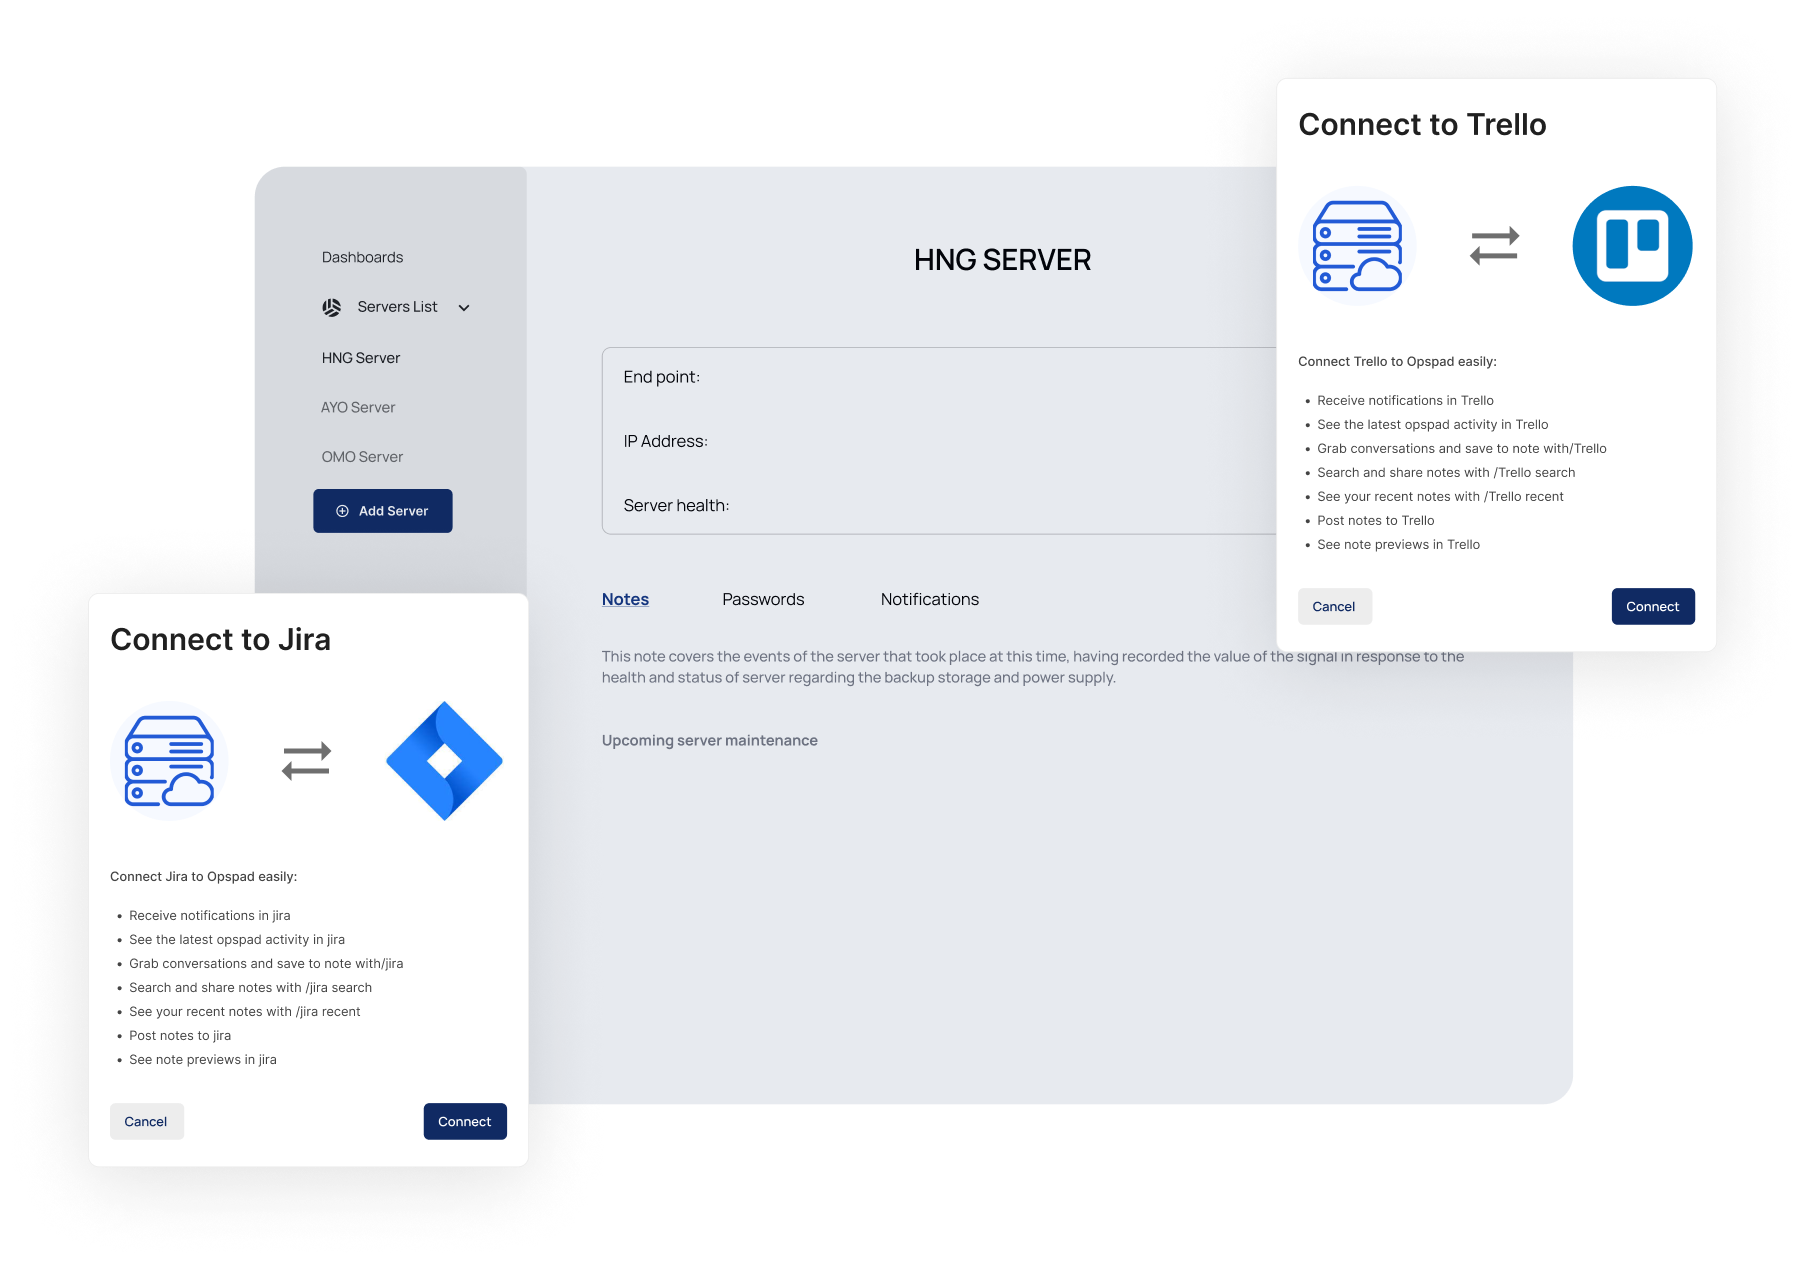 Connect to Trello
Connect Trello to Opspad easily:
• Receive notifications in Trello
• See the latest opspad activity in Trello
• Grab conversations and save to note with/Trello
• Search and share notes with /Trello search
• See your recent notes with /Trello recent
• Post notes to Trello
• See note previews in Trello
Cancel
Connect
Dashboards
Servers List
HNG Server
AYO Server
OMO Server
Add Server
HNG SERVER
End point:
IP Address:
Server health:
Notes
Passwords
Notifications
This note covers the events of the server that took place at this time, having recorded the value of the signal in response to the
health and status of server regarding the backup storage and power supply.
Upcoming server maintenance
Connect to Jira
Connect Jira to Opspad easily:
• Receive notifications in jira
• See the latest opspad activity in jira
• Grab conversations and save to note with/jira
• Search and share notes with /jira search
• See your recent notes with /jira recent
• Post notes to jira
• See note previews in jira
Cancel
Connect